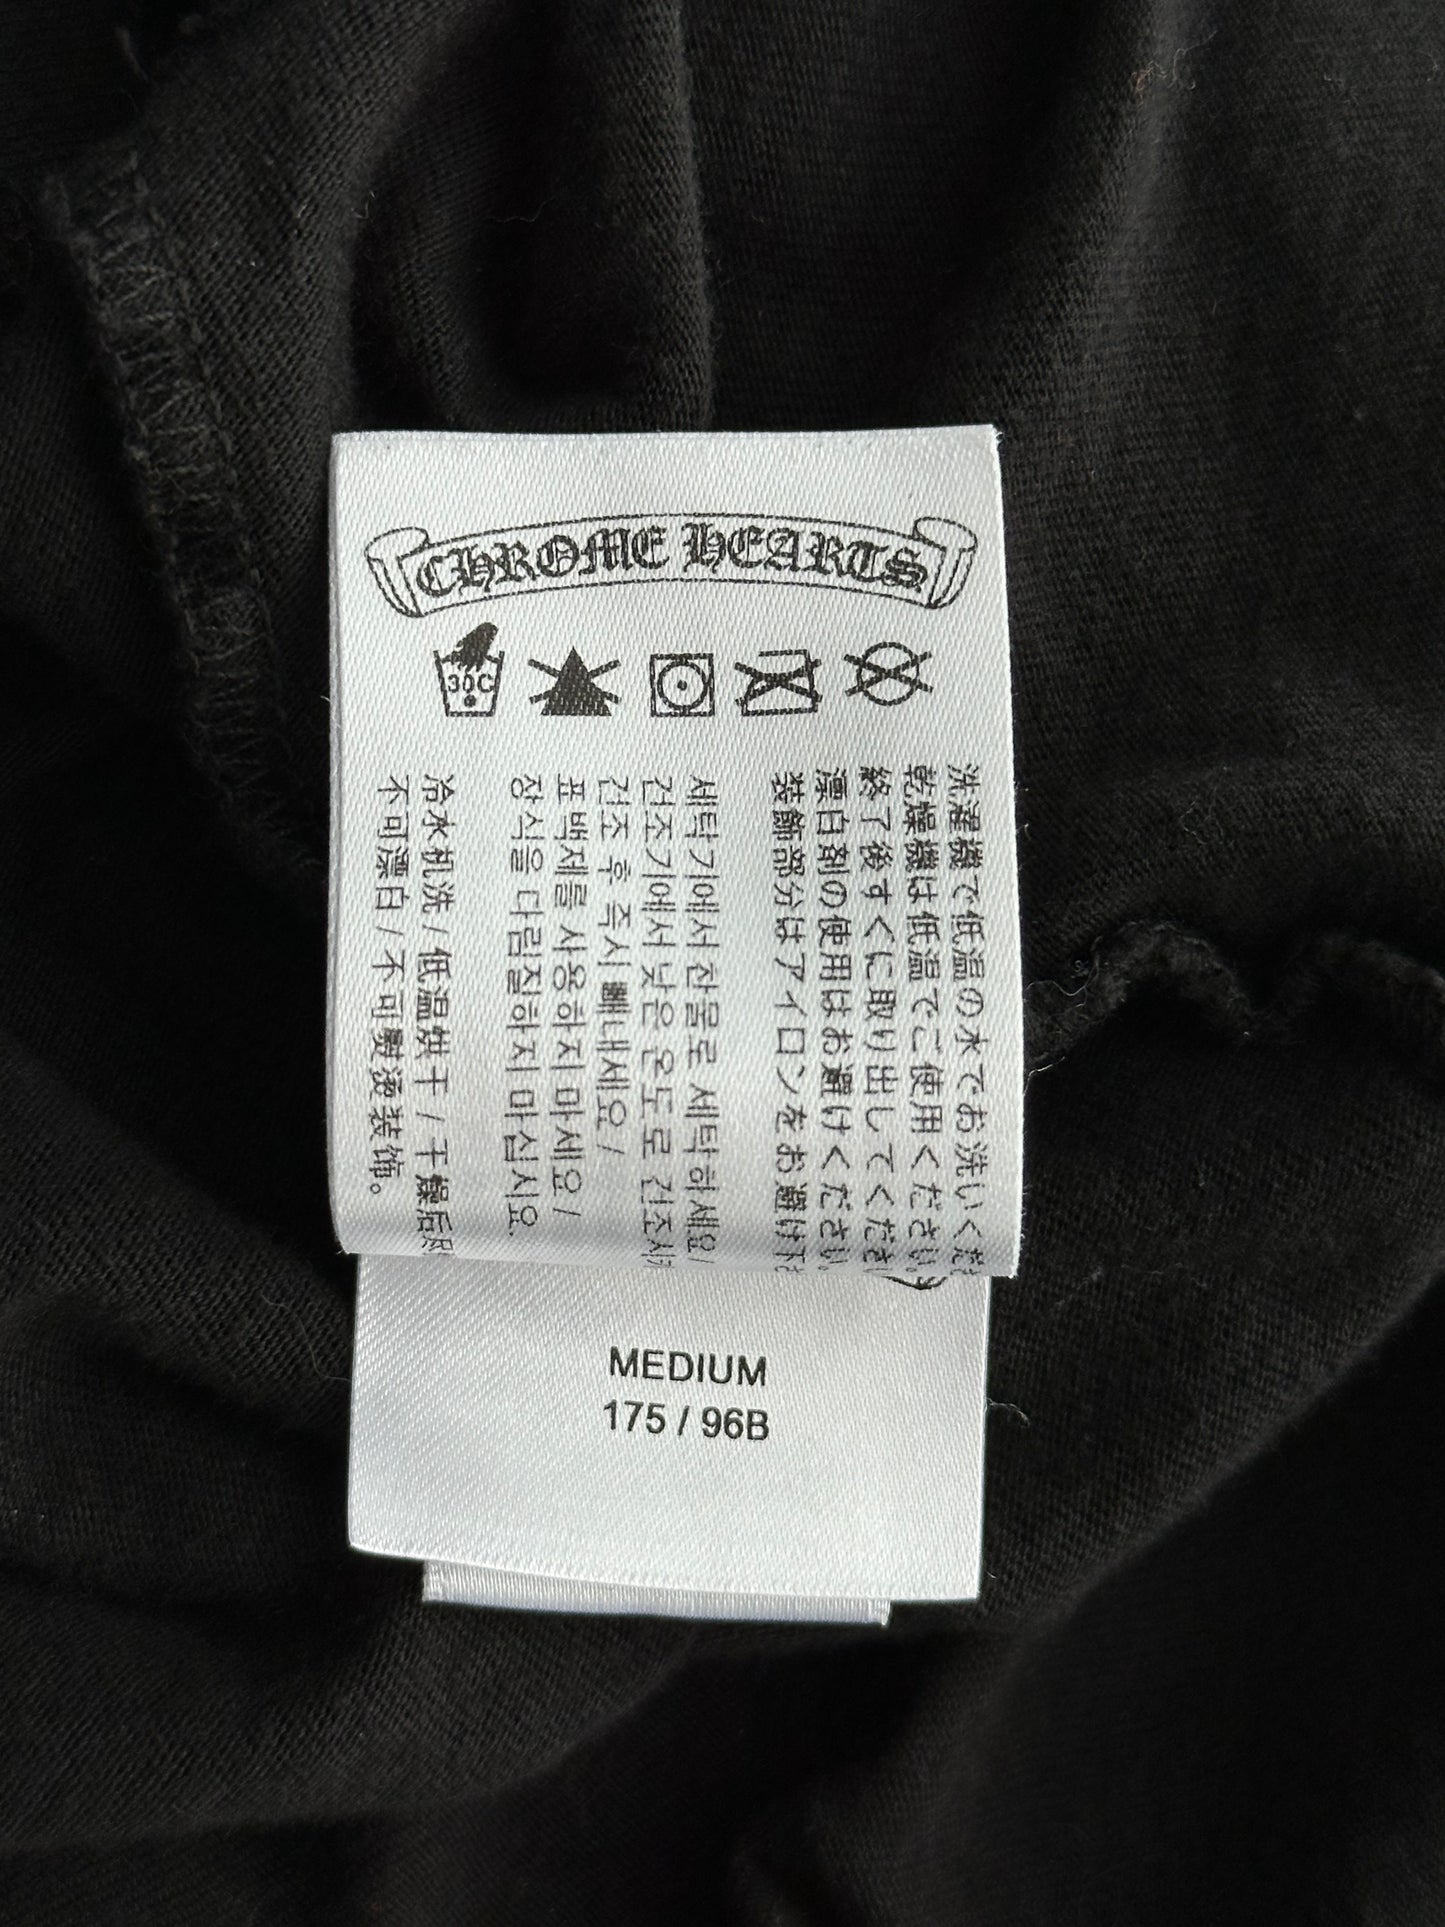 CHROME HEARTS
30C
洗濯機で低温の水でお洗いくださ
乾燥機は低温でご使用ください。
終了後すぐに取り出してくださ
漂白剤の使用はお避けください。
装飾部分はアイロンをお避け下さ
세탁기에서 찬물로 세탁하세요 /
건조기에서 낮은 온도로 건조시
건조 후 즉시 빼내세요 /
표백제를 사용하지 마세요 /
장식을 다림질하지 마십시오.
冷水机洗 / 低温烘干 / 干燥后
不可漂白 / 不可熨烫装饰。
MEDIUM
175 / 96B